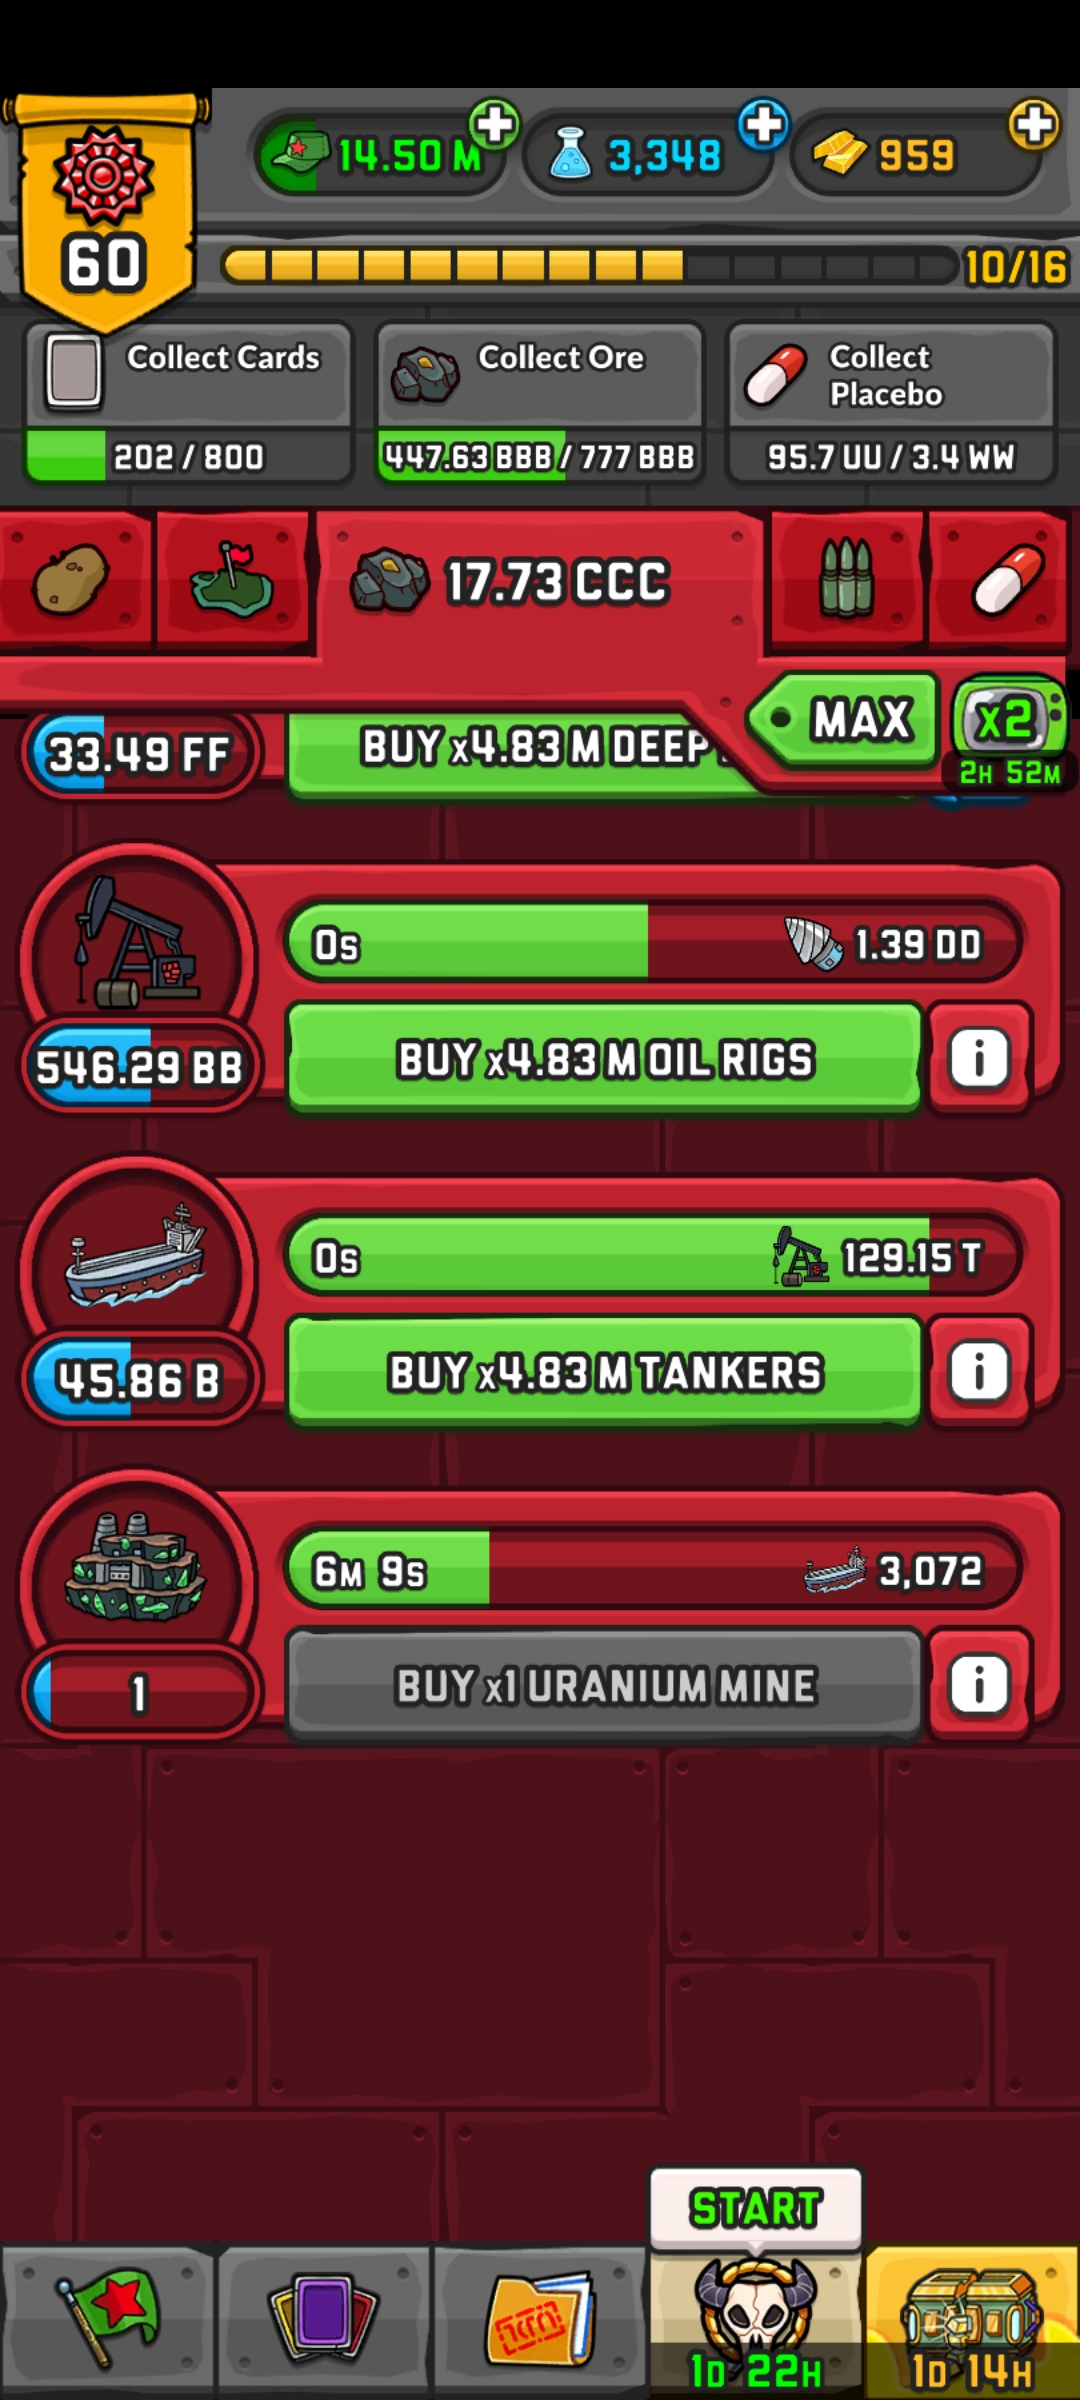 14.50 M
3,348
959
60
10/16
Collect Cards
202 / 800
Collect Ore
447.63 BBB / 777 BBB
Collect
Placebo
95.7 UU / 3.4 WW
17.73 CCC
MAX
x2
2H 52M
33.49 FF
BUY x4.83 M DEEP
0s
1.39 DD
546.29 BB
BUY x4.83 M OIL RIGS
i
0s
129.15 T
45.86 B
BUY x4.83 M TANKERS
i
6M 9s
3,072
1
BUY x1 URANIUM MINE
i
START
1D 22H
1D 14H